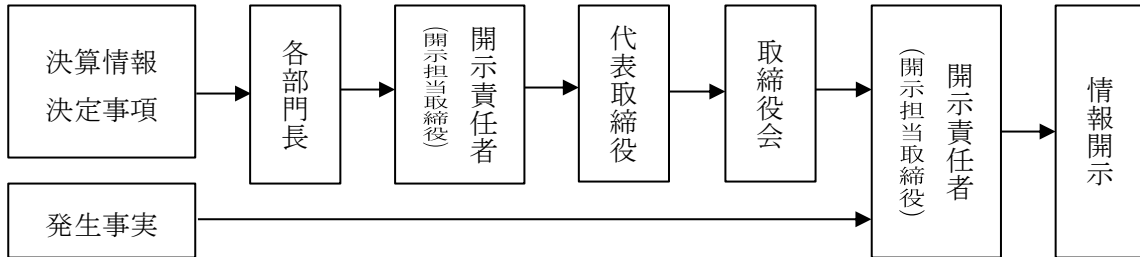 決算情報
決定事項
各部門長
開示責任者
(開示担当取締役)
代表取締役
取締役会
開示責任者
(開示担当取締役)
情報開示
発生事実